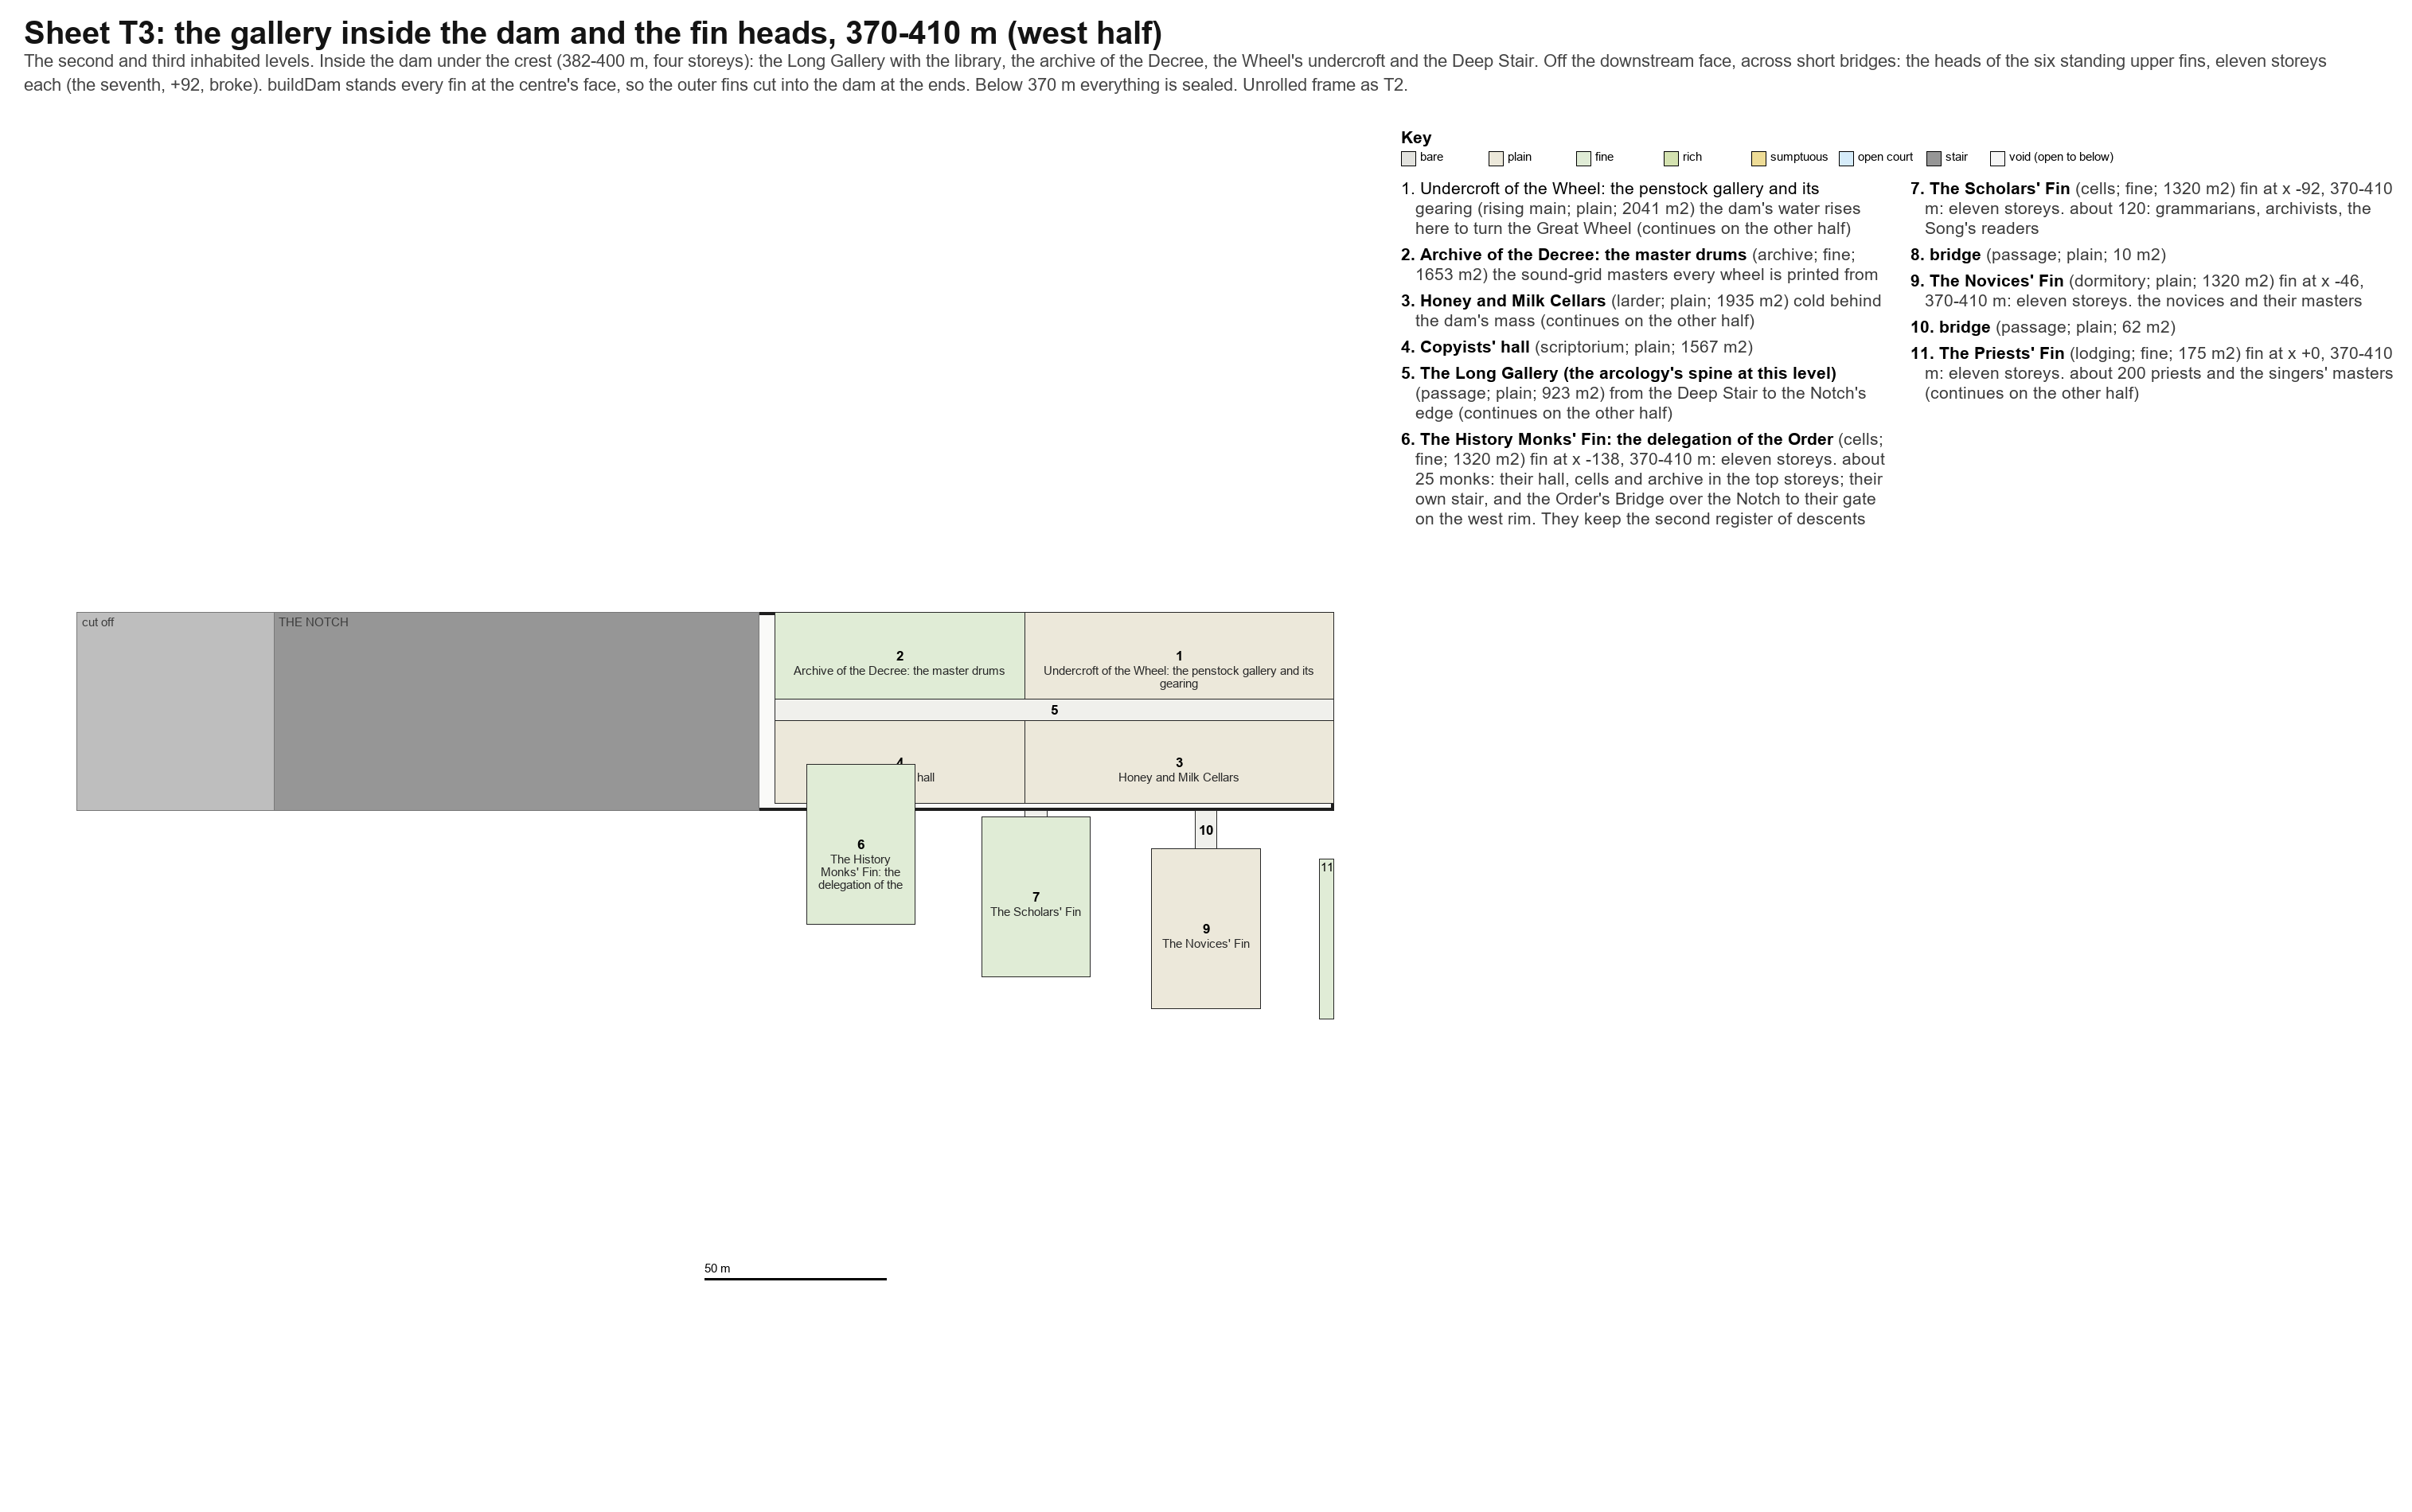 Sheet T3: the gallery inside the dam and the fin heads, 370-410 m (west half)
The second and third inhabited levels. Inside the dam under the crest (382-400 m, four storeys): the Long Gallery with the library, the archive of the Decree, the Wheel's undercroft and the Deep Stair. Off the downstream face, across short bridges: the heads of the six standing upper fins, eleven storeys
each (the seventh, +92, broke). buildDam stands every fin at the centre's face, so the outer fins cut into the dam at the ends. Below 370 m everything is sealed. Unrolled frame as T2.
Key
bare plain fine rich sumptuous open court stair void (open to below)
1. Undercroft of the Wheel: the penstock gallery and its
gearing (rising main; plain; 2041 m2) the dam's water rises
here to turn the Great Wheel (continues on the other half)
2. Archive of the Decree: the master drums (archive; fine;
1653 m2) the sound-grid masters every wheel is printed from
3. Honey and Milk Cellars (larder; plain; 1935 m2) cold behind
the dam's mass (continues on the other half)
4. Copyists' hall (scriptorium; plain; 1567 m2)
5. The Long Gallery (the arcology's spine at this level)
(passage; plain; 923 m2) from the Deep Stair to the Notch's
edge (continues on the other half)
6. The History Monks' Fin: the delegation of the Order (cells;
fine; 1320 m2) fin at x -138, 370-410 m: eleven storeys. about
25 monks: their hall, cells and archive in the top storeys; their
own stair, and the Order's Bridge over the Notch to their gate
on the west rim. They keep the second register of descents
7. The Scholars' Fin (cells; fine; 1320 m2) fin at x -92, 370-410
m: eleven storeys. about 120: grammarians, archivists, the
Song's readers
8. bridge (passage; plain; 10 m2)
9. The Novices' Fin (dormitory; plain; 1320 m2) fin at x -46,
370-410 m: eleven storeys. the novices and their masters
10. bridge (passage; plain; 62 m2)
11. The Priests' Fin (lodging; fine; 175 m2) fin at x +0, 370-410
m: eleven storeys. about 200 priests and the singers' masters
(continues on the other half)
cut off
THE NOTCH
2
Archive of the Decree: the master drums
1
Undercroft of the Wheel: the penstock gallery and its
gearing
5
4
hall
3
Honey and Milk Cellars
6
The History
Monks' Fin: the
delegation of the
7
The Scholars' Fin
10
9
The Novices' Fin
11
50 m